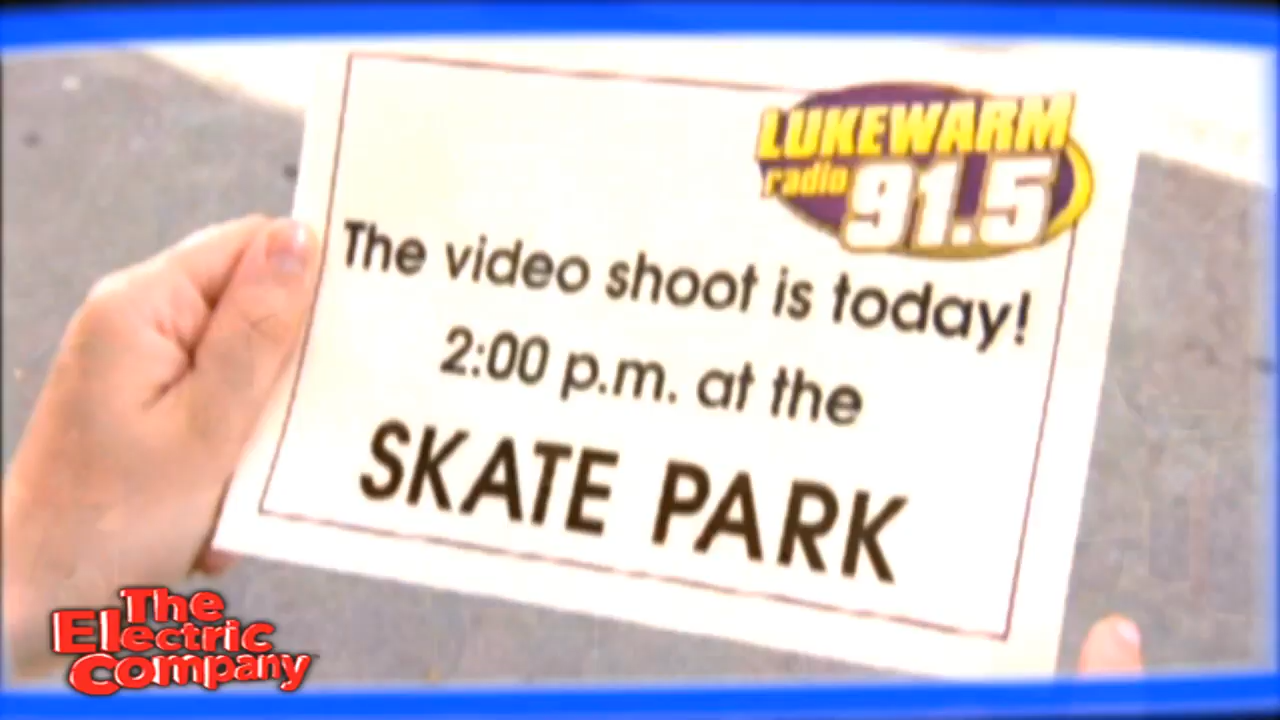 LUKEWARM
radio 91.5
The video shoot is today!
2:00 p.m. at the
SKATE PARK
The
Electric
Company